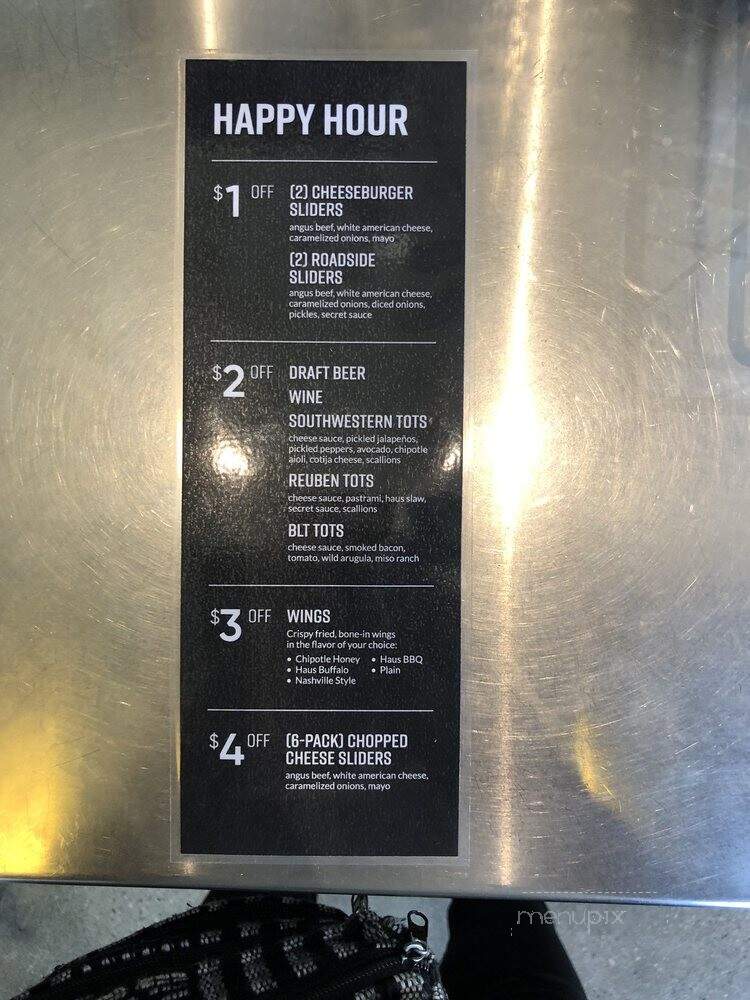 HAPPY HOUR
$1 OFF (2) CHEESEBURGER
SLIDERS
angus beef, white american cheese,
caramelized onions, mayo
(2) ROADSIDE
SLIDERS
angus beef, white american cheese,
caramelized onions, diced onions,
pickles, secret sauce
$2 OFF DRAFT BEER
WINE
SOUTHWESTERN TOTS
cheese sauce, pickled jalapeños,
pickled peppers, avocado, chipotle
aioli, cotija cheese, scallions
REUBEN TOTS
cheese sauce, pastrami, haus slaw,
secret sauce, scallions
BLT TOTS
cheese sauce, smoked bacon,
tomato, wild arugula, miso ranch
$3 OFF WINGS
Crispy fried, bone-in wings
in the flavor of your choice:
• Chipotle Honey • Haus BBQ
• Haus Buffalo • Plain
• Nashville Style
$4 OFF (6-PACK) CHOPPED
CHEESE SLIDERS
angus beef, white american cheese,
caramelized onions, mayo
menupix